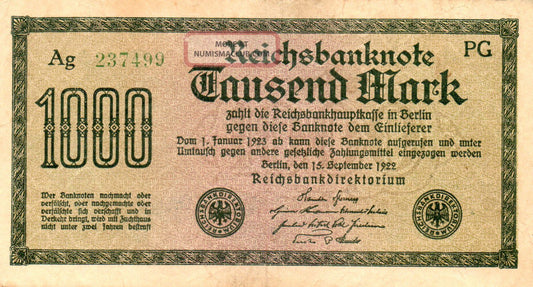 Ag 237499
Reichsbanknote
PG
Tausend Mark
1000
zahlt die Reichsbankhauptkasse in Berlin
gegen diese Banknote dem Einlieferer
Vom 1. Januar 1923 ab kann diese Banknote aufgerufen und unter
Umtausch gegen andere gesetzliche Zahlungsmittel eingezogen werden
Berlin, den 15. September 1922
Reichsbankdirektorium
Wer Banknoten nachmacht oder
verfälscht, oder nachgemachte oder
verfälschte sich verschafft und in
Verkehr bringt, wird mit Zuchthaus
nicht unter zwei Jahren bestraft
NUMISMACLUB.COM